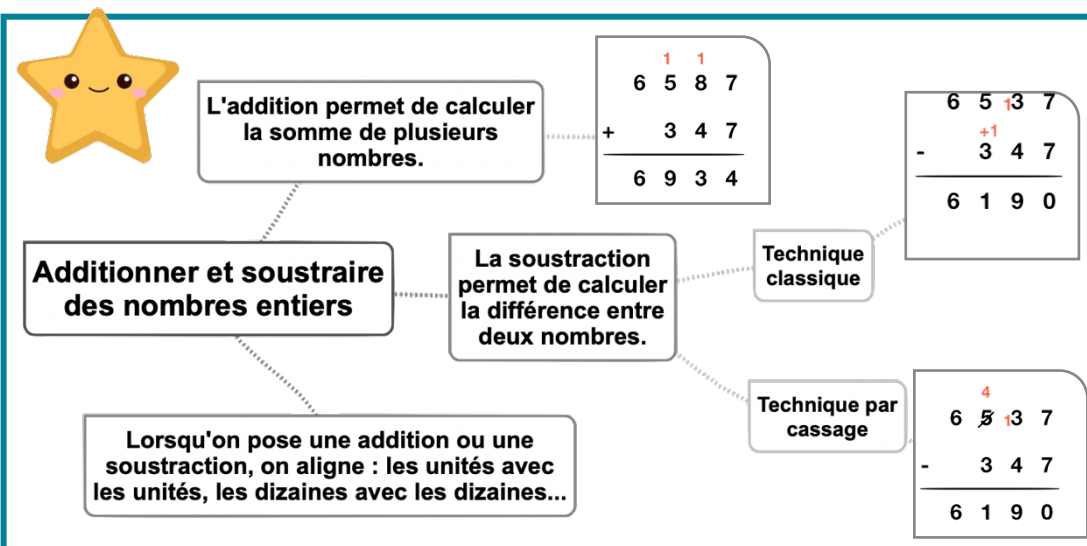 L'addition permet de calculer
la somme de plusieurs
nombres.
1 1
6 5 8 7
+ 3 4 7
6 9 3 4
6 5 13 7
+1
- 3 4 7
6 1 9 0
Additionner et soustraire
des nombres entiers
La soustraction
permet de calculer
la différence entre
deux nombres.
Technique
classique
Technique par
cassage
4
6 5 13 7
- 3 4 7
6 1 9 0
Lorsqu'on pose une addition ou une
soustraction, on aligne : les unités avec
les unités, les dizaines avec les dizaines...